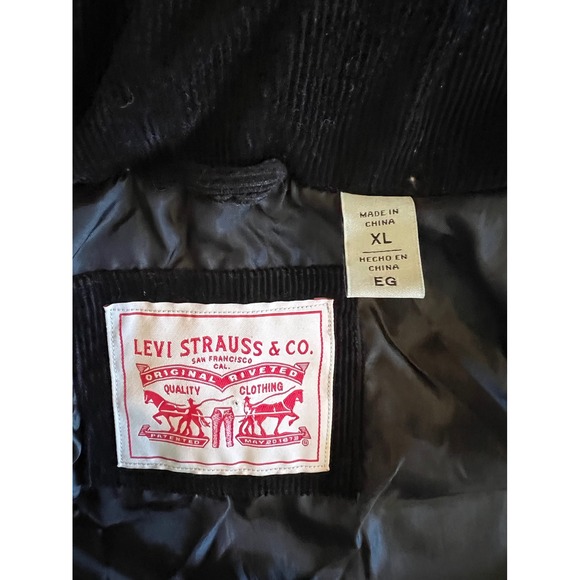 MADE IN
CHINA
XL
HECHO EN
CHINA
EG
LEVI STRAUSS & CO.
SAN FRANCISCO
CAL.
ORIGINAL RIVETED
QUALITY CLOTHING
PATENTED MAY 20 1873
®